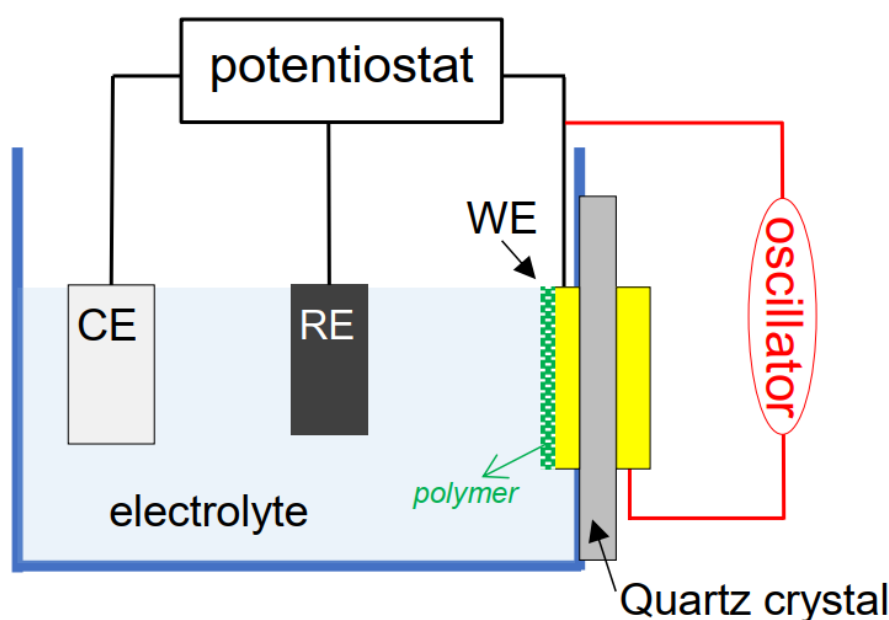 potentiostat
WE
CE
RE
oscillator
polymer
electrolyte
Quartz crystal